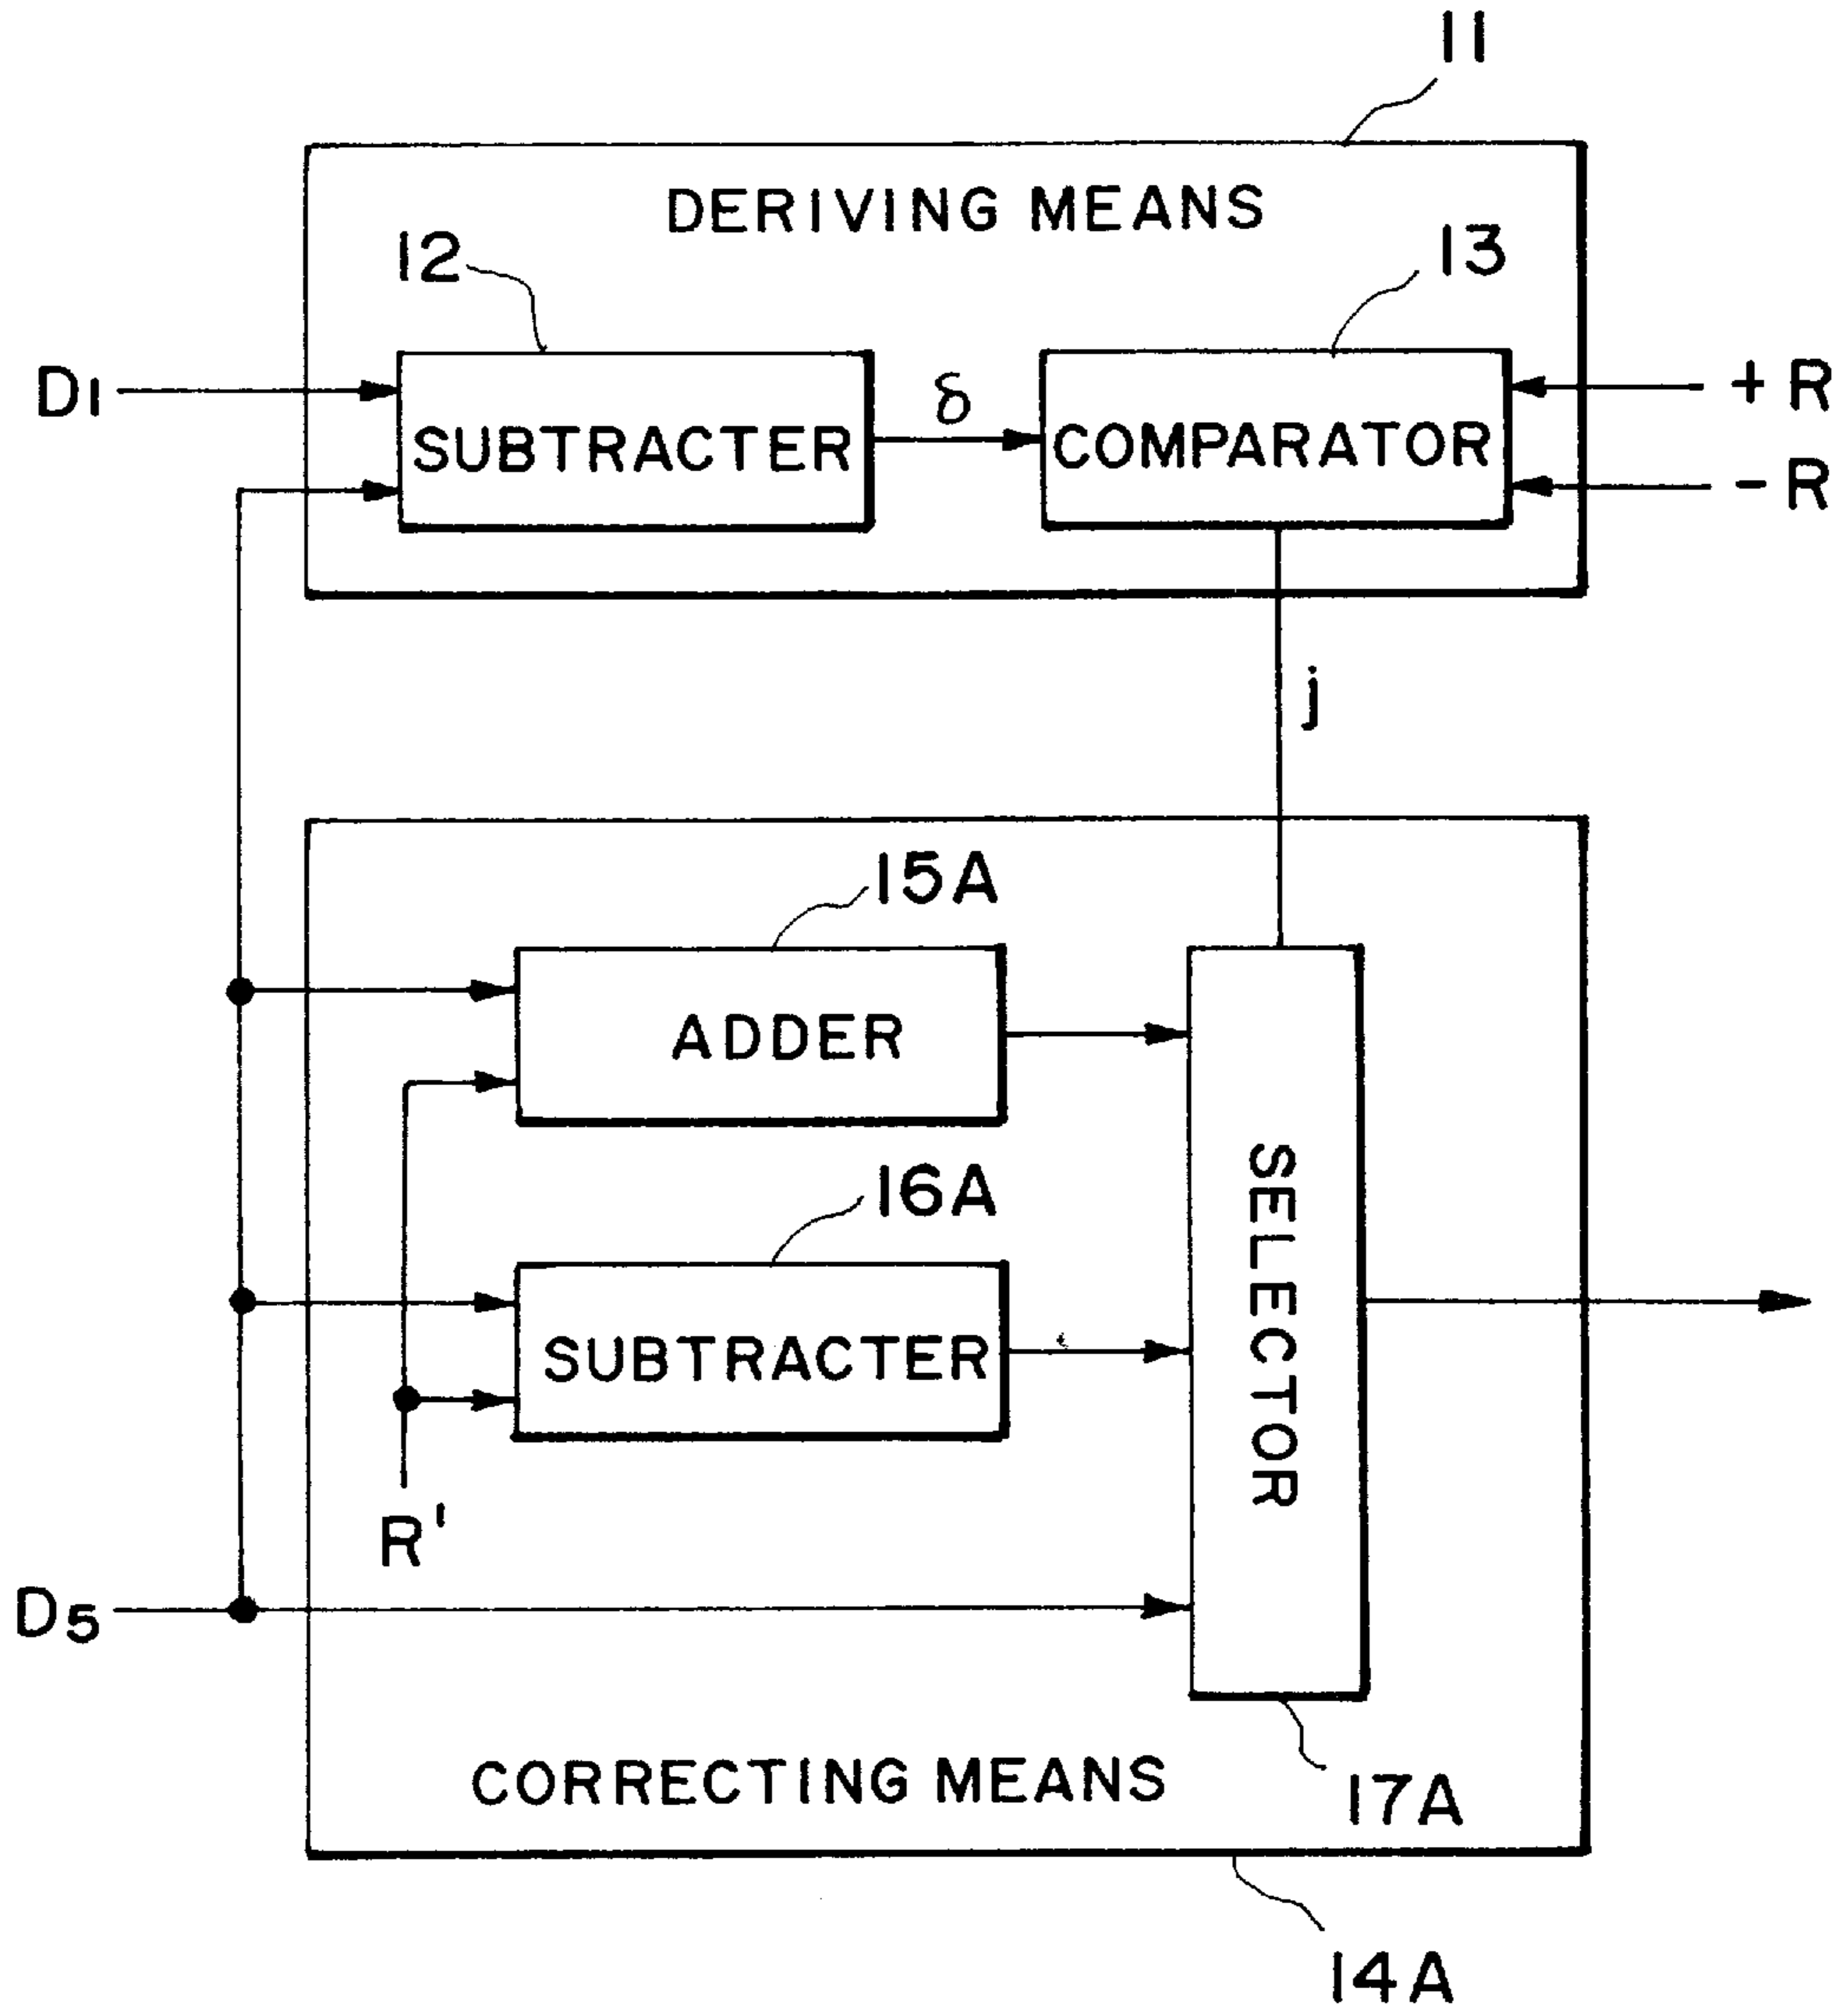 11
DERIVING MEANS
12
13
D1
SUBTRACTER
δ
COMPARATOR
+R
-R
j
15A
ADDER
16A
SUBTRACTER
SELECTOR
R'
D5
CORRECTING MEANS
17A
14A